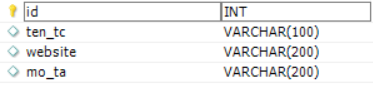 id INT
ten_tc VARCHAR(100)
website VARCHAR(200)
mo_ta VARCHAR(200)